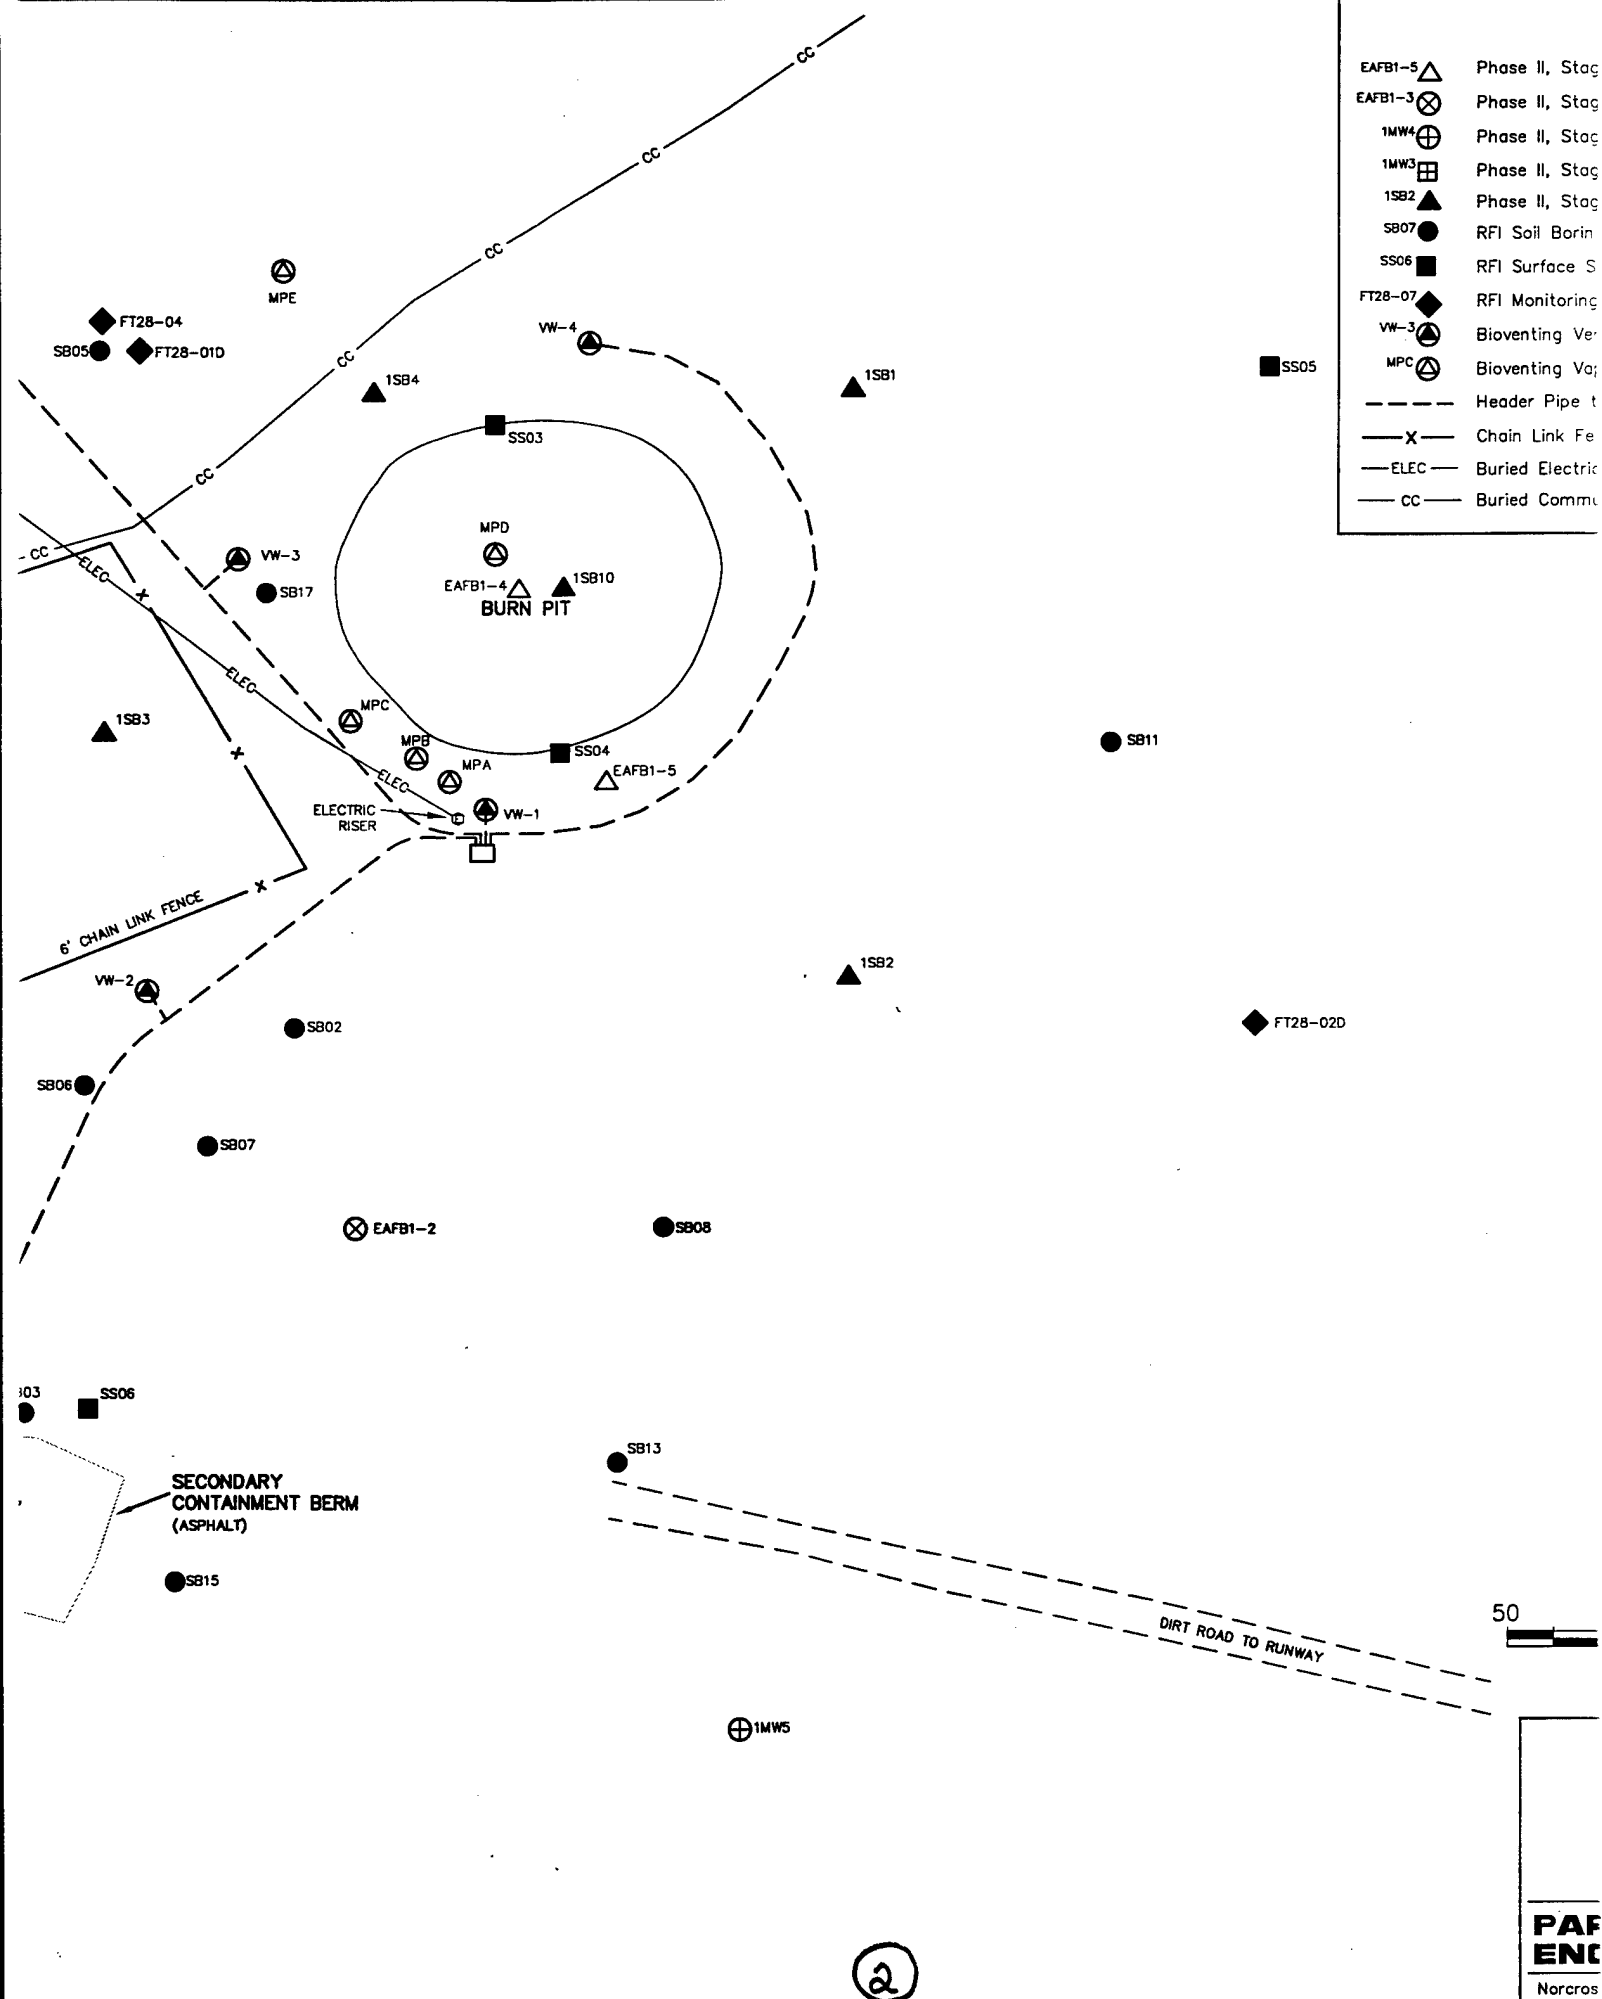 CC
EAFB1-5 Phase II, Stag
EAFB1-3 Phase II, Stag
1MW4 Phase II, Stag
1MW3 Phase II, Stag
1SB2 Phase II, Stag
SB07 RFI Soil Borin
SS06 RFI Surface S
FT28-07 RFI Monitoring
VW-3 Bioventing Ve
MPC Bioventing Va
Header Pipe t
X Chain Link Fe
ELEC Buried Electric
CC Buried Commu
CC
CC
MPE
FT28-04
SB05
FT28-01D
VW-4
CC
1SB4
1SB1
SS05
SS03
CC
MPD
CC
ELEC
VW-3
X
SB17
EAFB1-4
1SB10
BURN PIT
ELEC
MPC
1SB3
X
MPB
SS04
SB11
MPA
EAFB1-5
ELEC
ELECTRIC
RISER
E
VW-1
X
6' CHAIN LINK FENCE
VW-2
1SB2
SB02
FT28-02D
SB06
SB07
EAFB1-2
SB08
03
SS06
SB13
SECONDARY
CONTAINMENT BERM
(ASPHALT)
SB15
50
DIRT ROAD TO RUNWAY
1MW5
PAR
ENG
Norcros
2